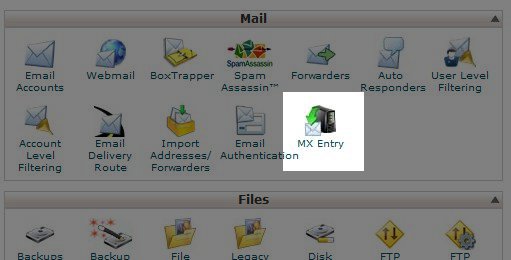 Mail
Email Accounts
Webmail
BoxTrapper
SpamAssassin
Spam Assassin™
Forwarders
Auto Responders
User Level Filtering
Account Level Filtering
Email Delivery Route
Import Addresses/ Forwarders
Email Authentication
MX Entry
Files
Backups
Backup
File
Legacy
Disk
FTP
FTP